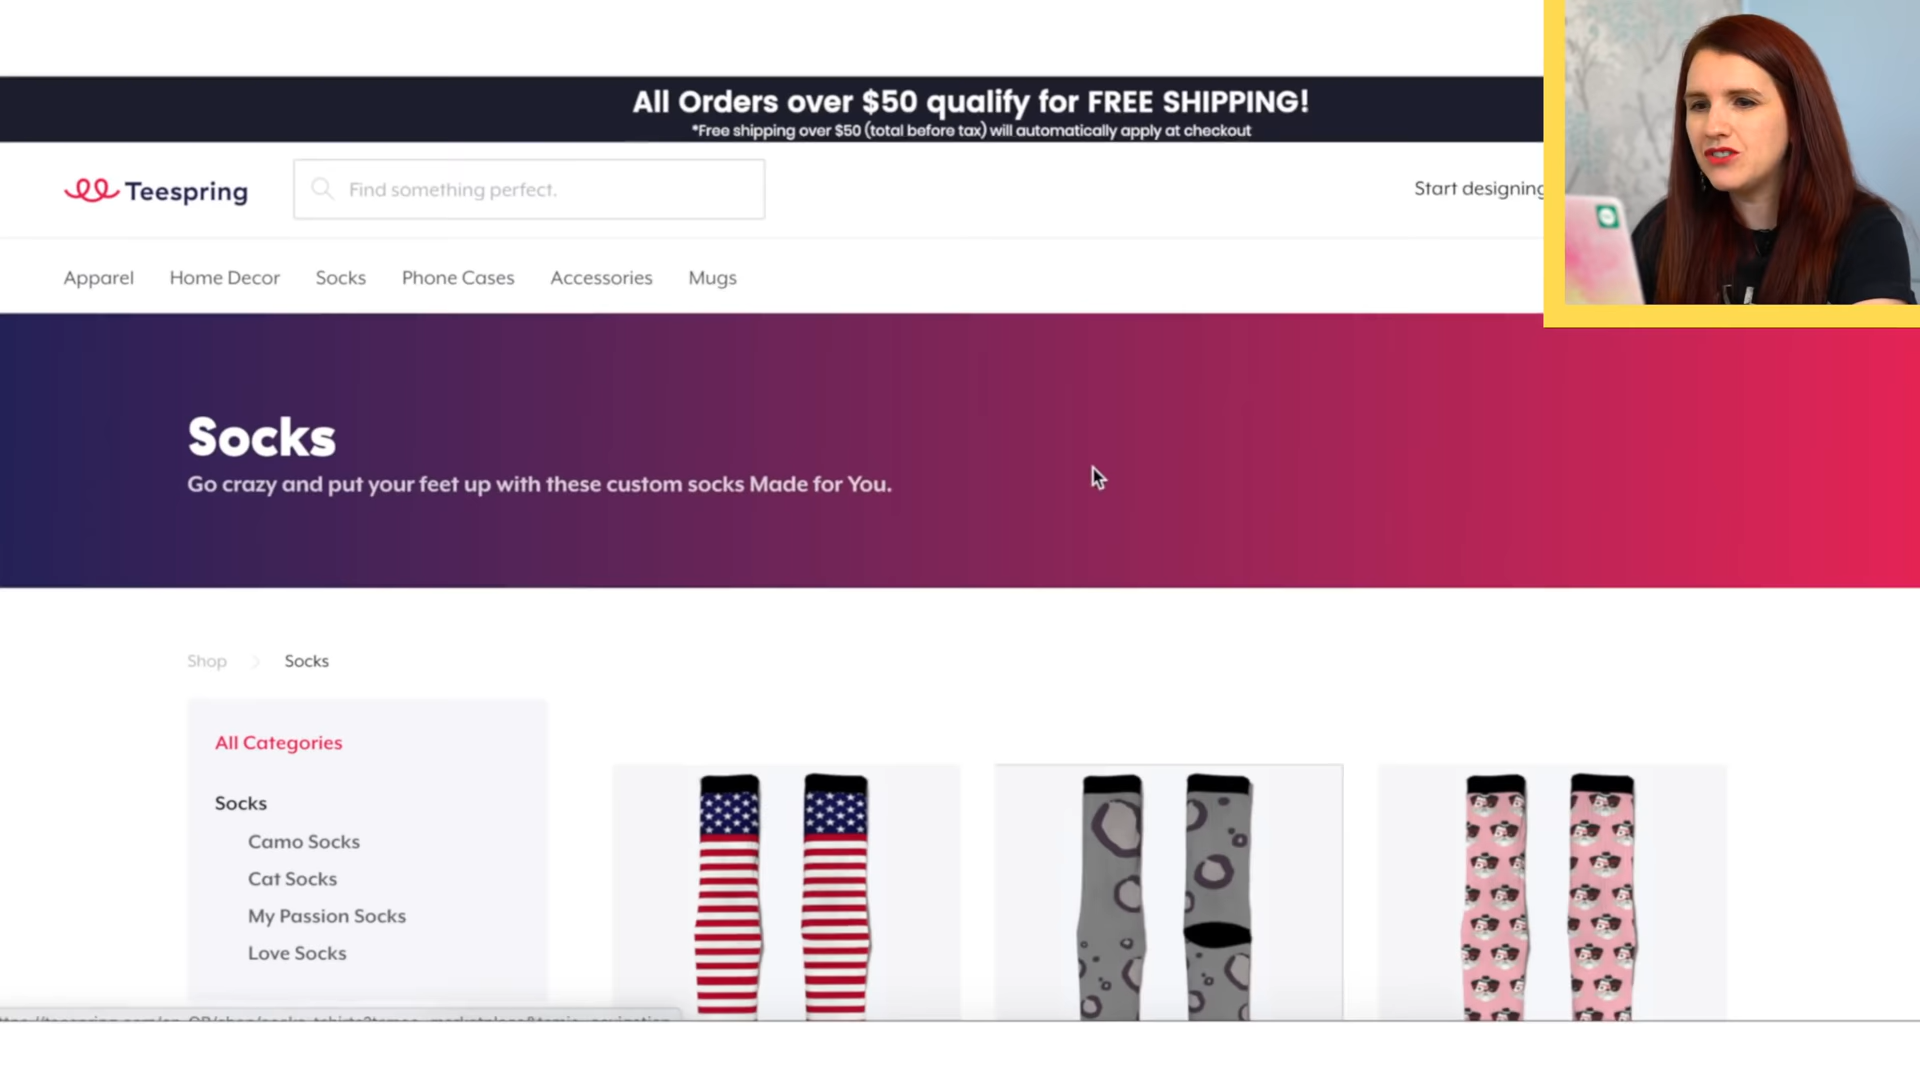 All Orders over $50 qualify for FREE SHIPPING!
*Free shipping over $50 (total before tax) will automatically apply at checkout
Teespring
Find something perfect.
Start designing
Apparel
Home Decor
Socks
Phone Cases
Accessories
Mugs
Socks
Go crazy and put your feet up with these custom socks Made for You.
Shop
Socks
All Categories
Socks
Camo Socks
Cat Socks
My Passion Socks
Love Socks